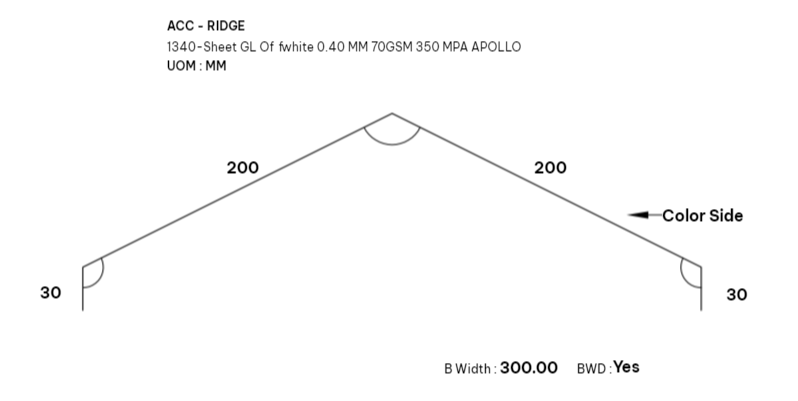 ACC - RIDGE
1340-Sheet GL Of fwhite 0.40 MM 70GSM 350 MPA APOLLO
UOM : MM
200
200
Color Side
30
30
B Width : 300.00 BWD : Yes